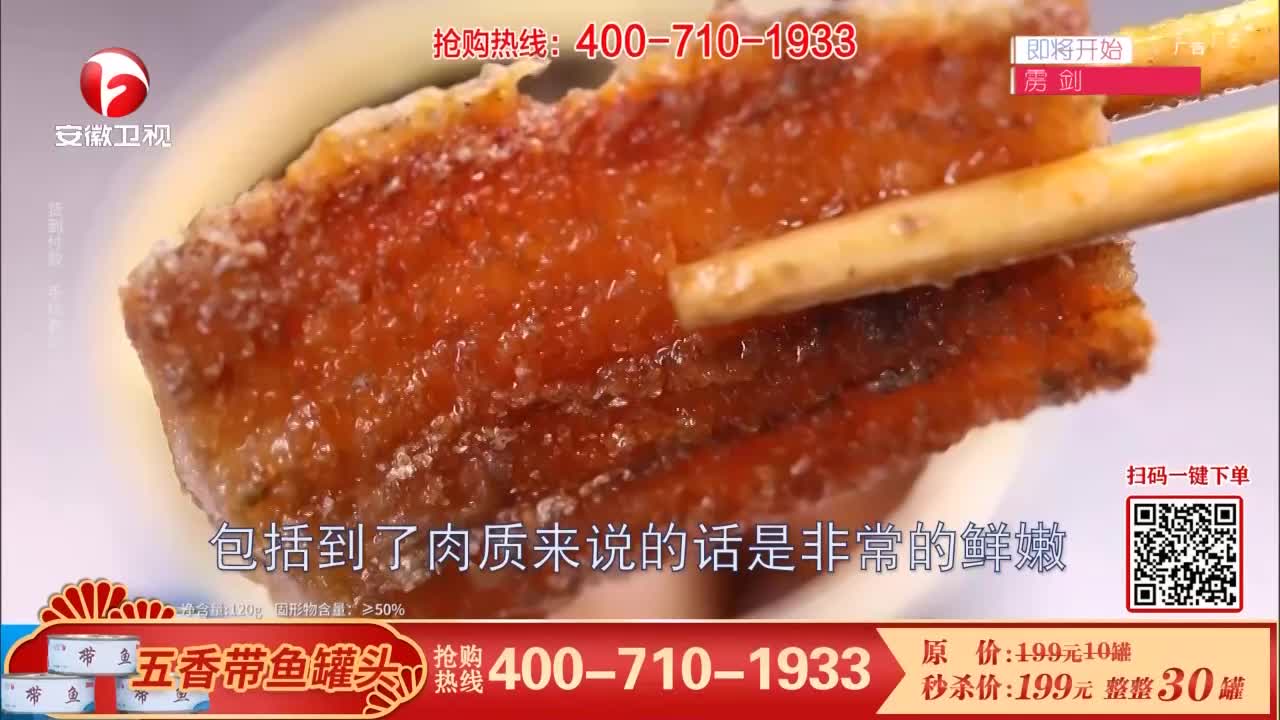 抢购热线：400-710-1933
即将开始
雳 剑
广告
安徽卫视
扫码一键下单
包括到了肉质来说的话是非常的鲜嫩
净含量:120g 固形物含量：≥50%
带 鱼
带 鱼
带 鱼
五香带鱼罐头
抢购热线 400-710-1933
原 价:199元10罐
秒杀价:199元 整整30罐